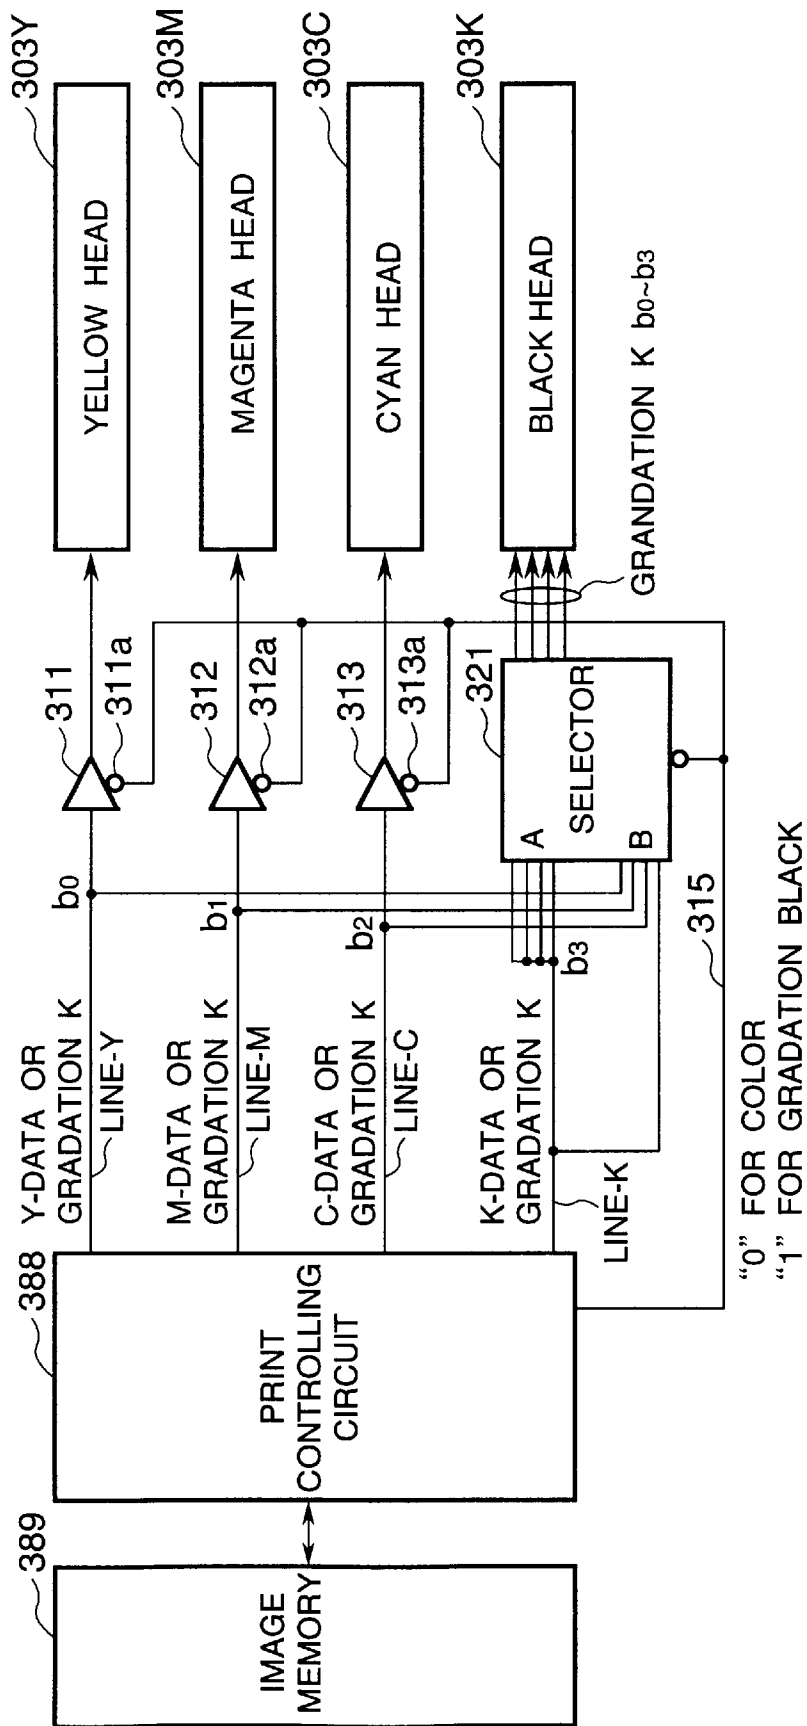 389
IMAGE
MEMORY
388
PRINT
CONTROLLING
CIRCUIT
Y-DATA OR
GRADATION K
LINE-Y
M-DATA OR
GRADATION K
LINE-M
C-DATA OR
GRADATION K
LINE-C
K-DATA OR
GRADATION K
LINE-K
b0
b1
b2
b3
311
311a
312
312a
313
313a
321
A
SELECTOR
B
315
"0" FOR COLOR
"1" FOR GRADATION BLACK
GRANDATION K b0~b3
303Y
YELLOW HEAD
303M
MAGENTA HEAD
303C
CYAN HEAD
303K
BLACK HEAD